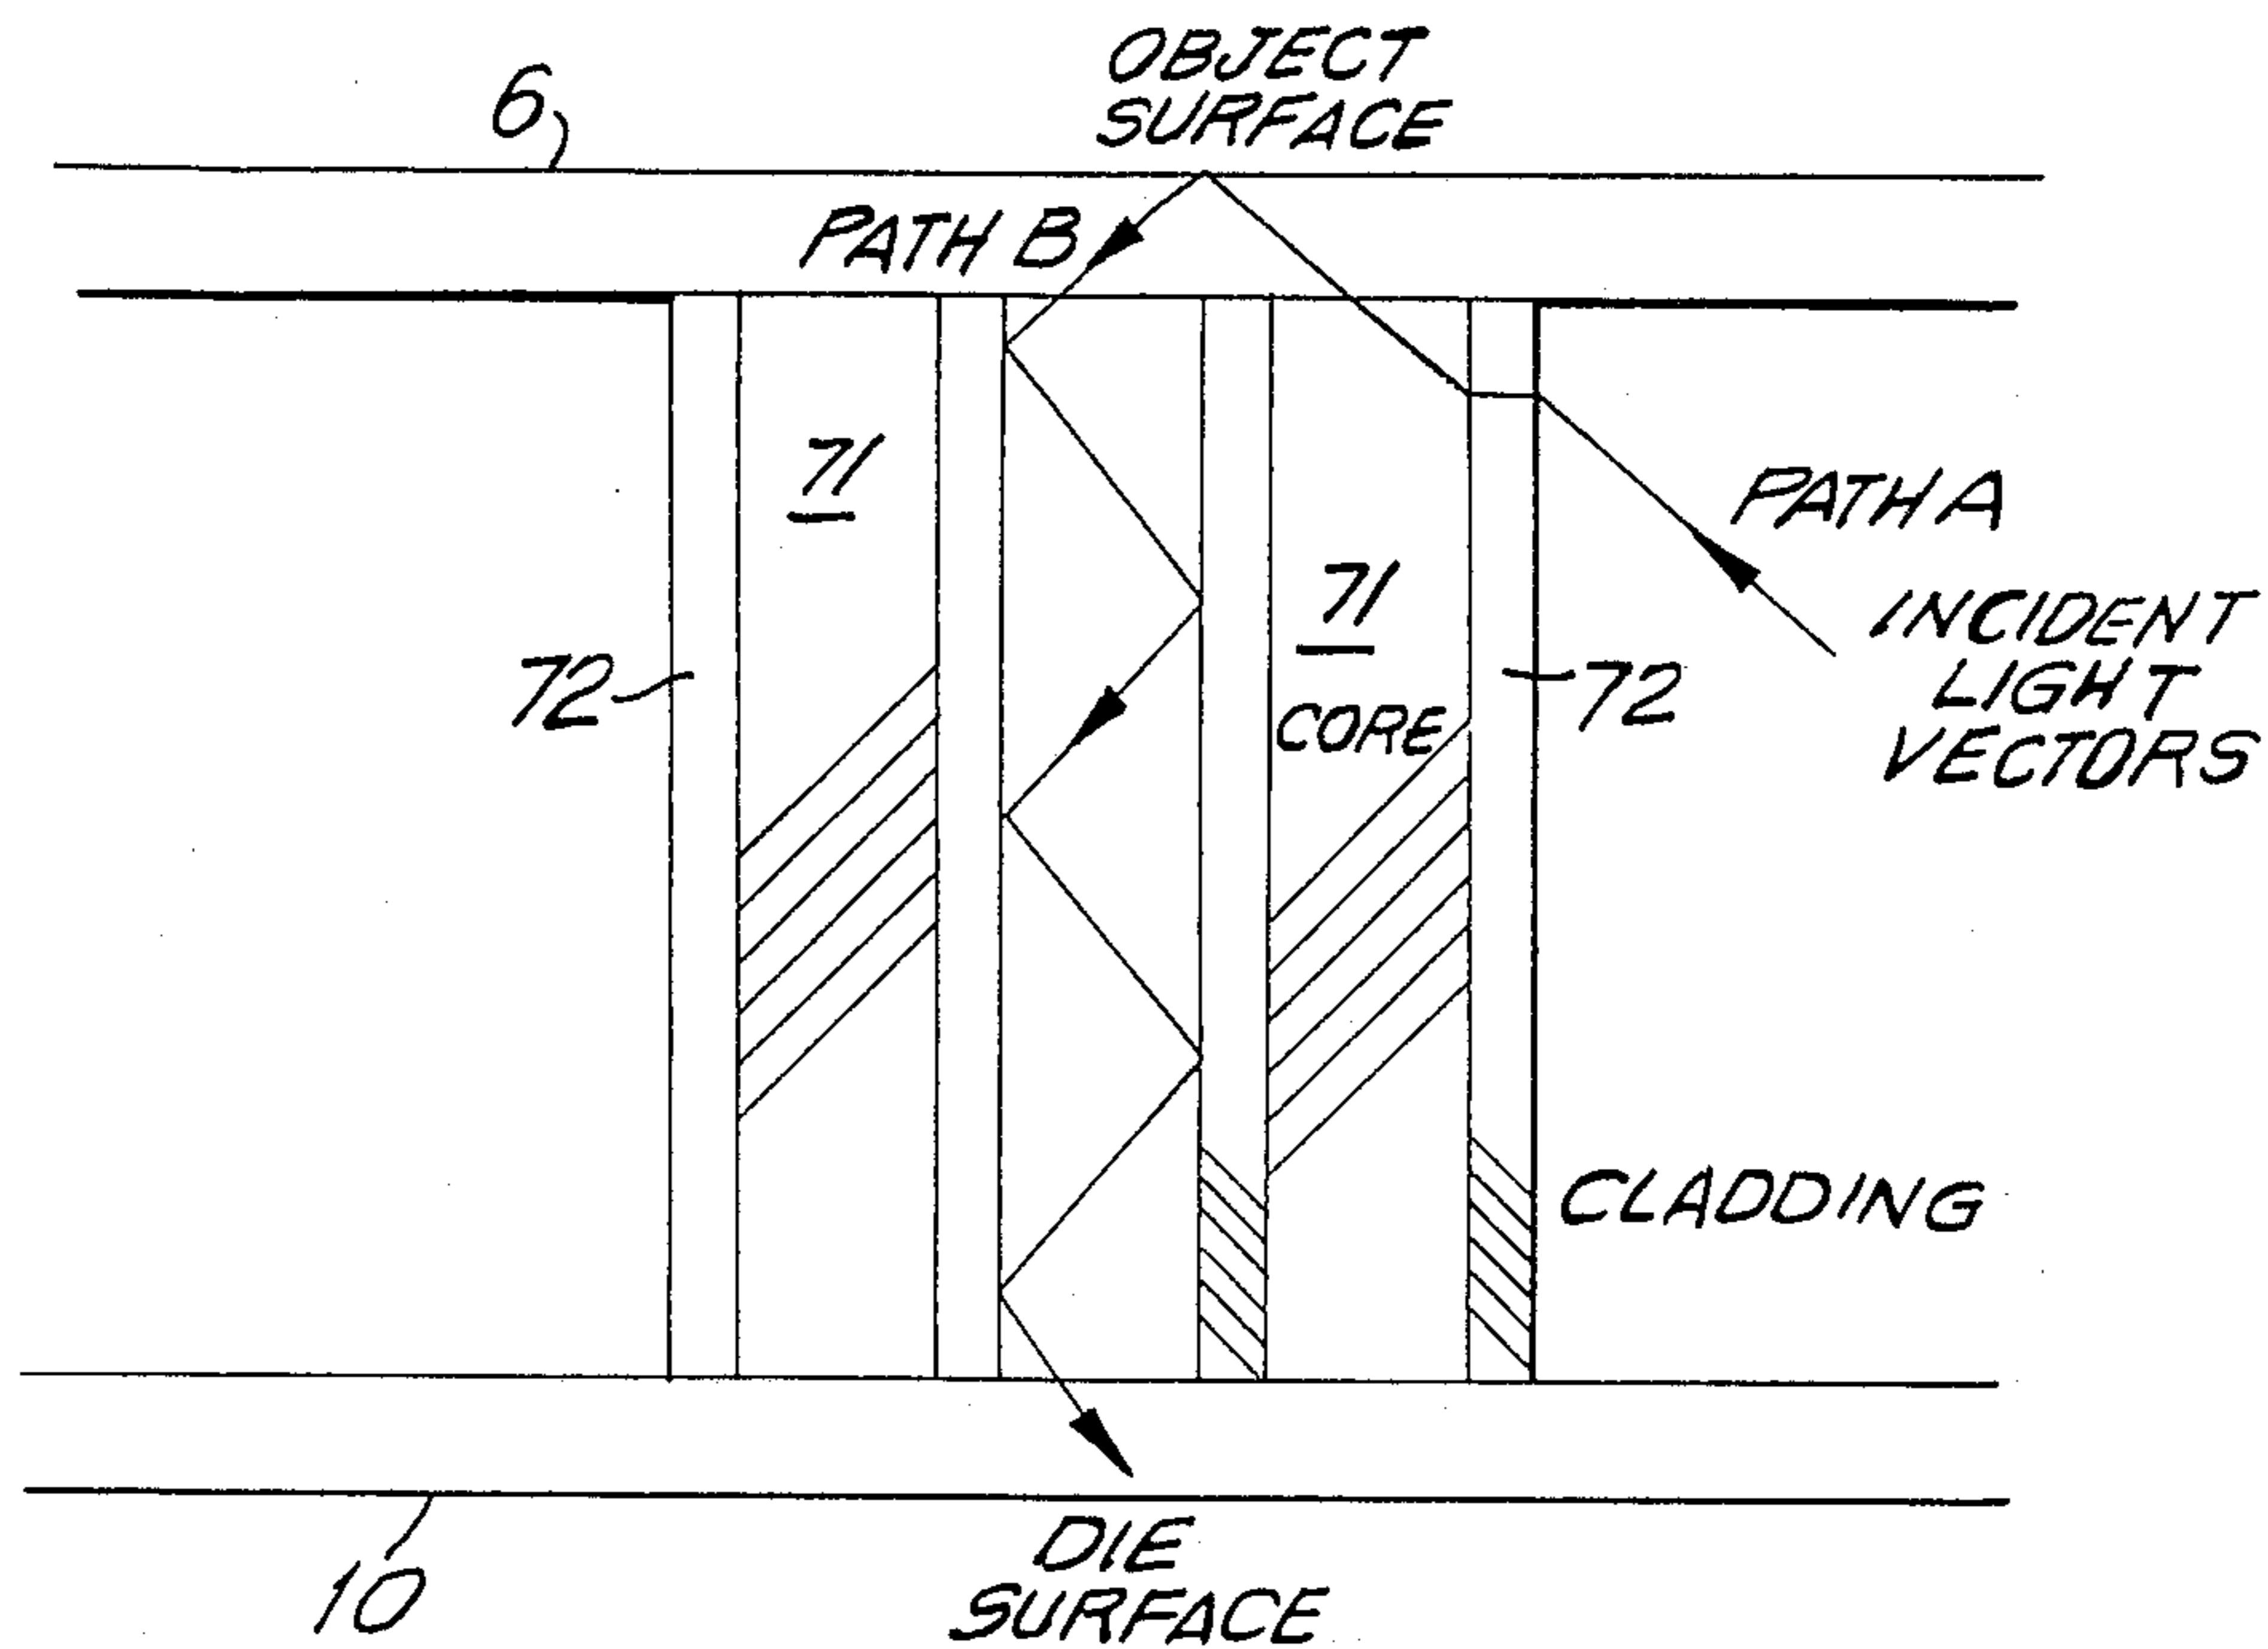 OBJECT
SURFACE
6
PATH B
71
PATH A
71
INCIDENT
LIGHT
VECTORS
72
CORE
72
CLADDING
10
DIE
SURFACE